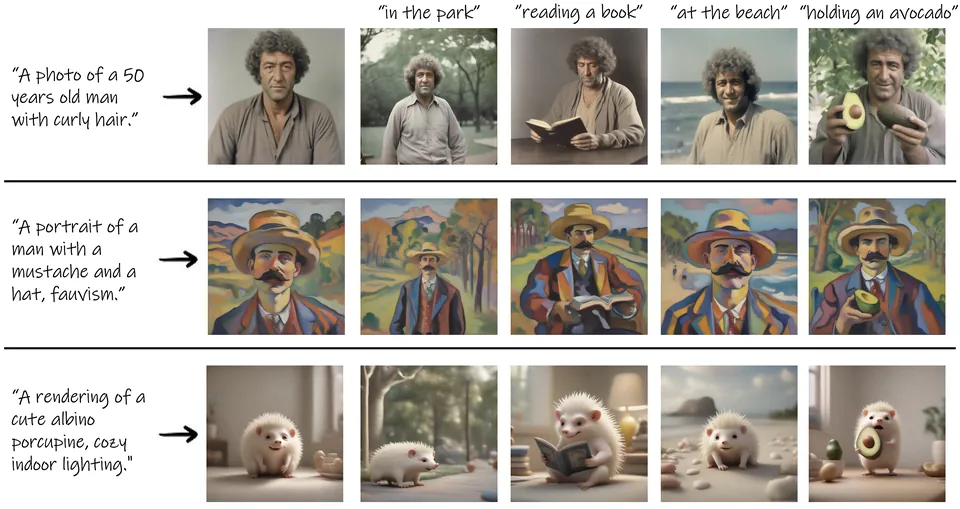 “in the park”
“reading a book”
“at the beach”
“holding an avocado”
“A photo of a 50
years old man
with curly hair.”
“A portrait of a
man with a
mustache and a
hat, fauvism.”
“A rendering of a
cute albino
porcupine, cozy
indoor lighting."